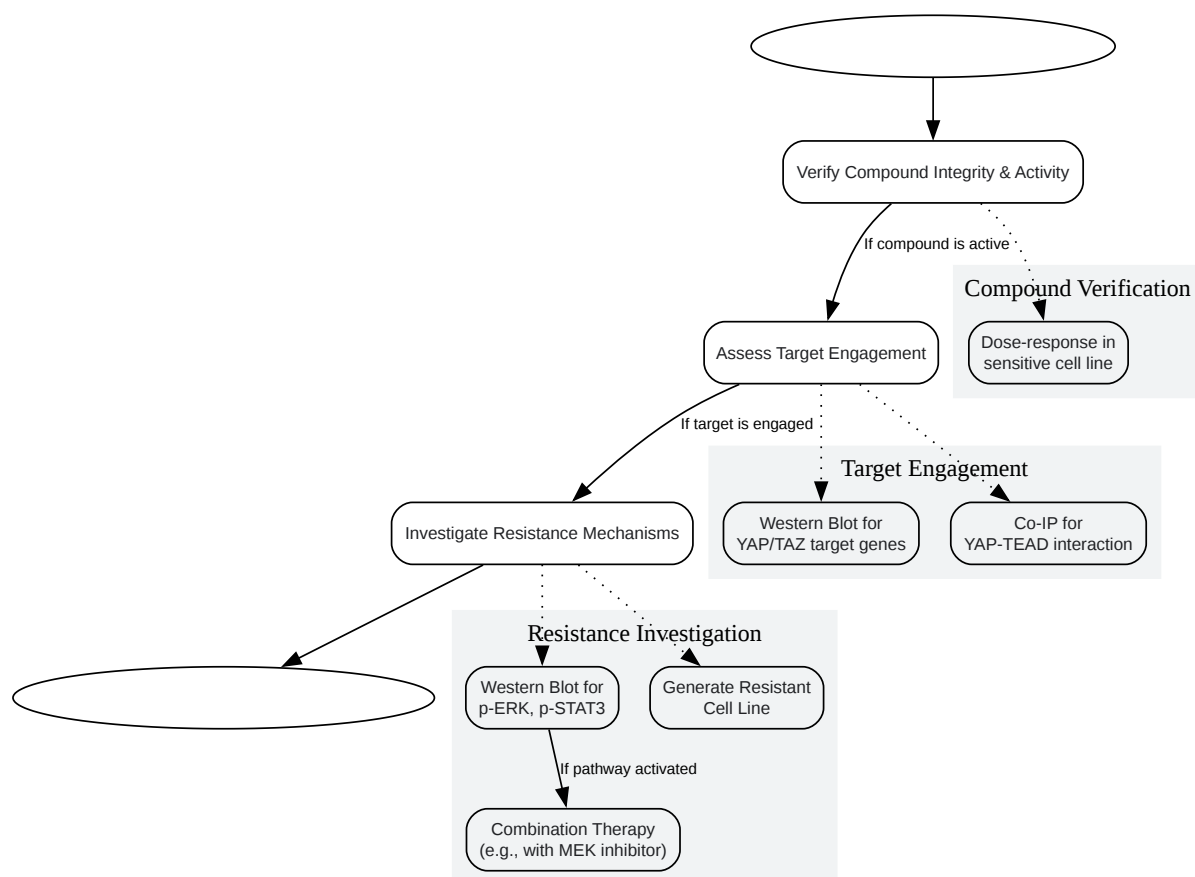 Verify Compound Integrity & Activity
If compound is active
Compound Verification
Dose-response in
sensitive cell line
Assess Target Engagement
If target is engaged
Target Engagement
Western Blot for
YAP/TAZ target genes
Co-IP for
YAP-TEAD interaction
Investigate Resistance Mechanisms
Resistance Investigation
Western Blot for
p-ERK, p-STAT3
Generate Resistant
Cell Line
If pathway activated
Combination Therapy
(e.g., with MEK inhibitor)